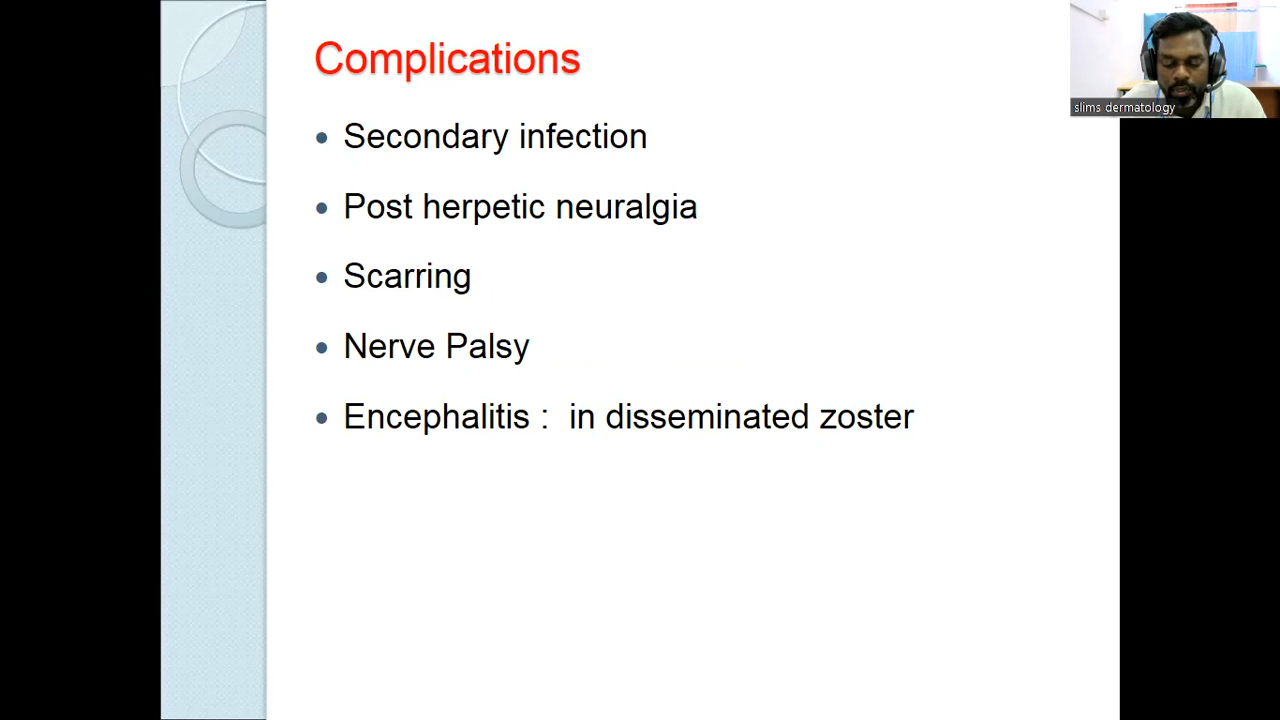 Complications
slims dermatology
• Secondary infection
• Post herpetic neuralgia
• Scarring
• Nerve Palsy
• Encephalitis :  in disseminated zoster